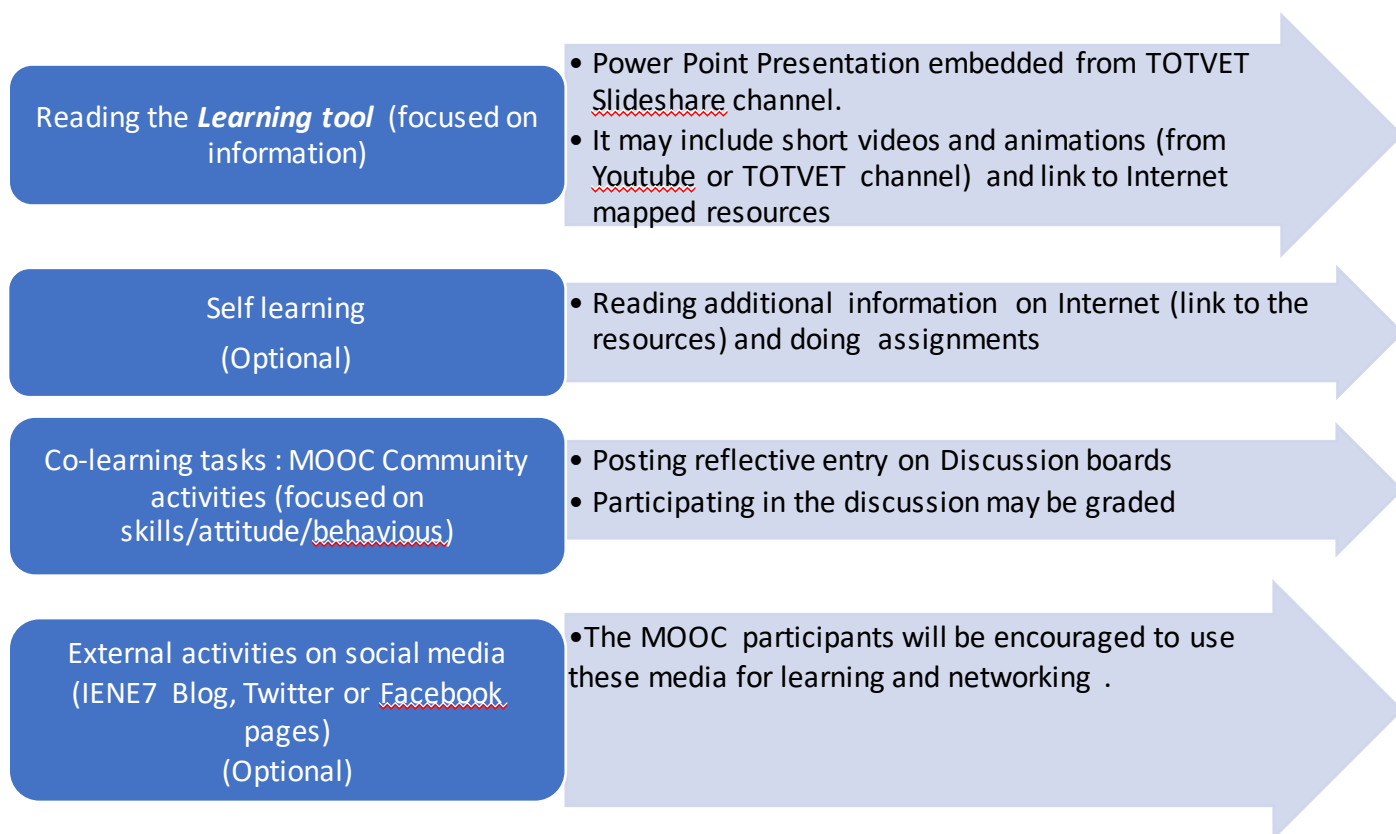 Reading the Learning tool (focused on
information)
• Power Point Presentation embedded from TOTVET
Slideshare channel.
• It may include short videos and animations (from
Youtube or TOTVET channel) and link to Internet
mapped resources
Self learning
(Optional)
• Reading additional information on Internet (link to the
resources) and doing assignments
Co-learning tasks : MOOC Community
activities (focused on
skills/attitude/behavious)
• Posting reflective entry on Discussion boards
• Participating in the discussion may be graded
External activities on social media
(IENE7 Blog, Twitter or Facebook
pages)
(Optional)
•The MOOC participants will be encouraged to use
these media for learning and networking .